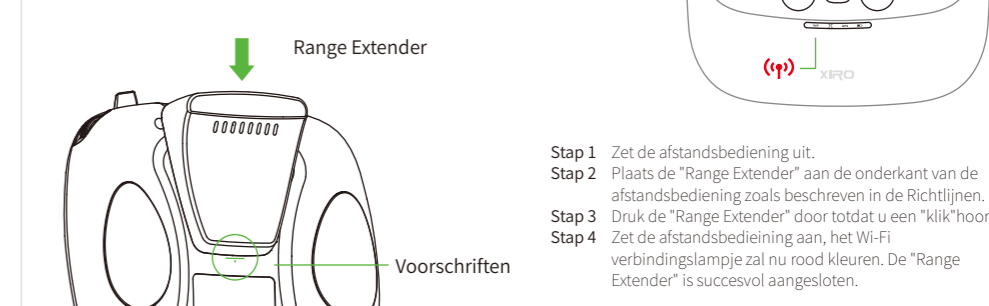 Range Extender
Voorschriften
XIRO
Stap 1 Zet de afstandsbediening uit.
Stap 2 Plaats de "Range Extender" aan de onderkant van de
afstandsbediening zoals beschreven in de Richtlijnen.
Stap 3 Druk de "Range Extender" door totdat u een "klik"hoor
Stap 4 Zet de afstandsbedieining aan, het Wi-Fi
verbindingslampje zal nu rood kleuren. De "Range
Extender" is succesvol aangesloten.